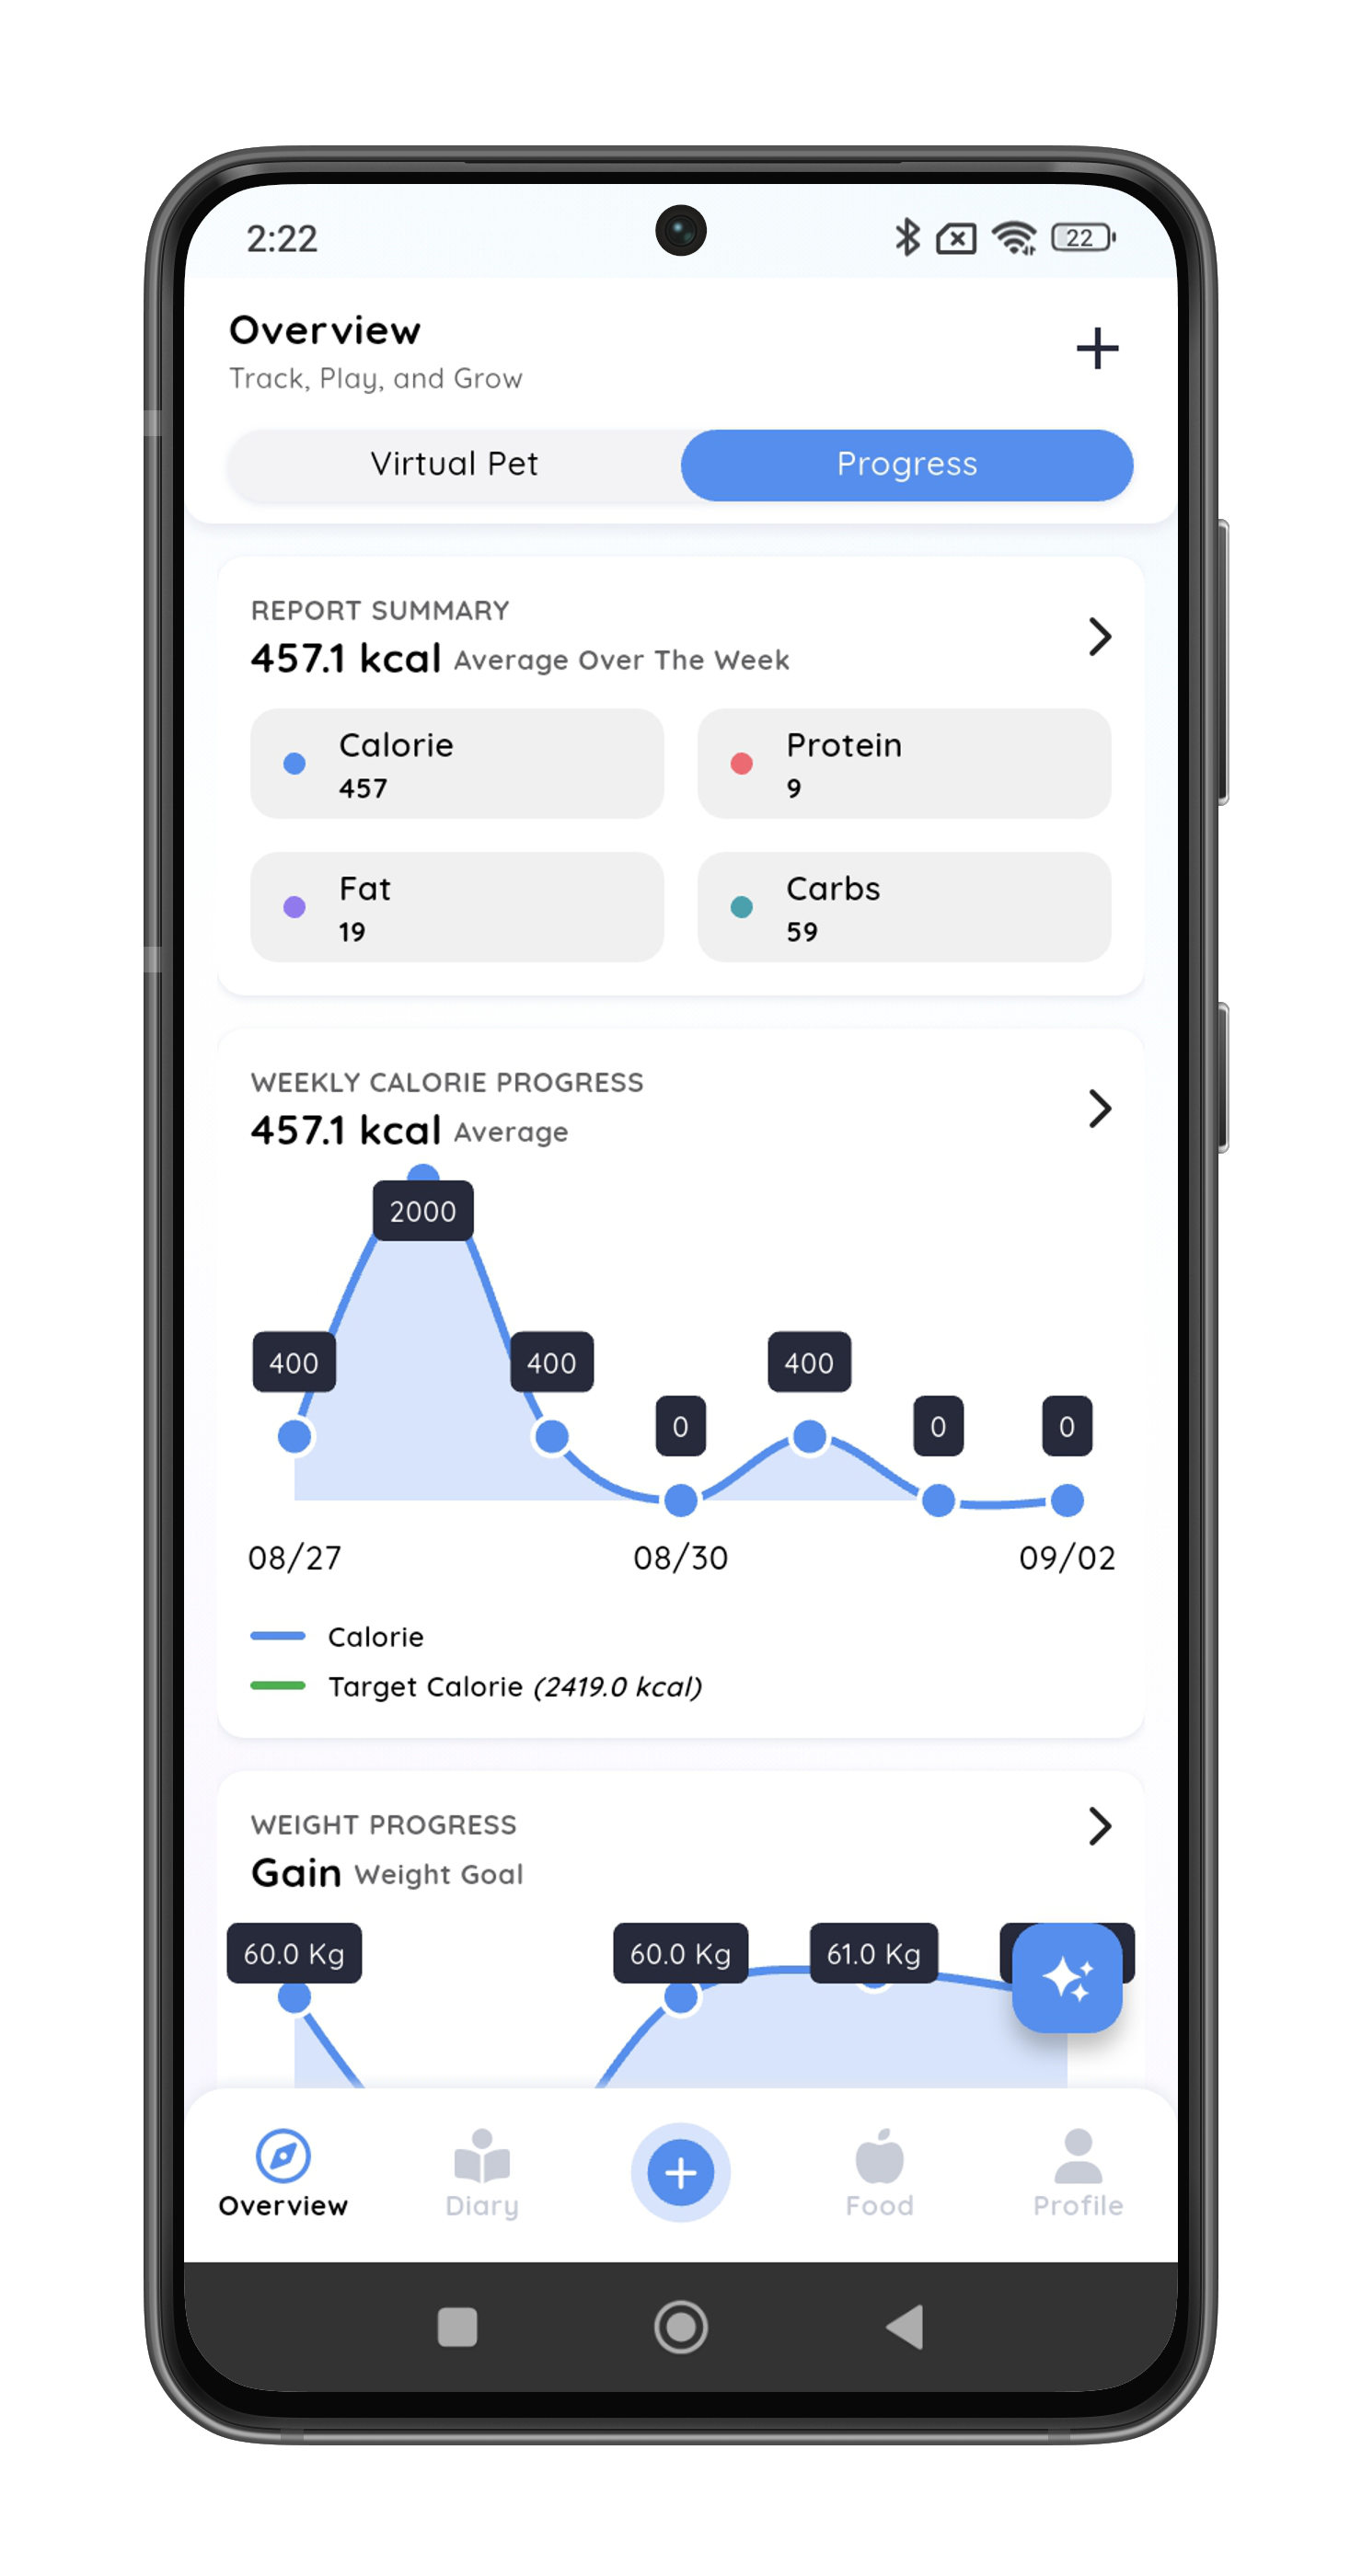 2:22
22
Overview
Track, Play, and Grow
Virtual Pet
Progress
REPORT SUMMARY
457.1 kcal Average Over The Week
Calorie
457
Protein
9
Fat
19
Carbs
59
WEEKLY CALORIE PROGRESS
457.1 kcal Average
2000
400
400
400
0
0
0
08/27
08/30
09/02
Calorie
Target Calorie (2419.0 kcal)
WEIGHT PROGRESS
Gain Weight Goal
60.0 Kg
60.0 Kg
61.0 Kg
Overview
Diary
Food
Profile